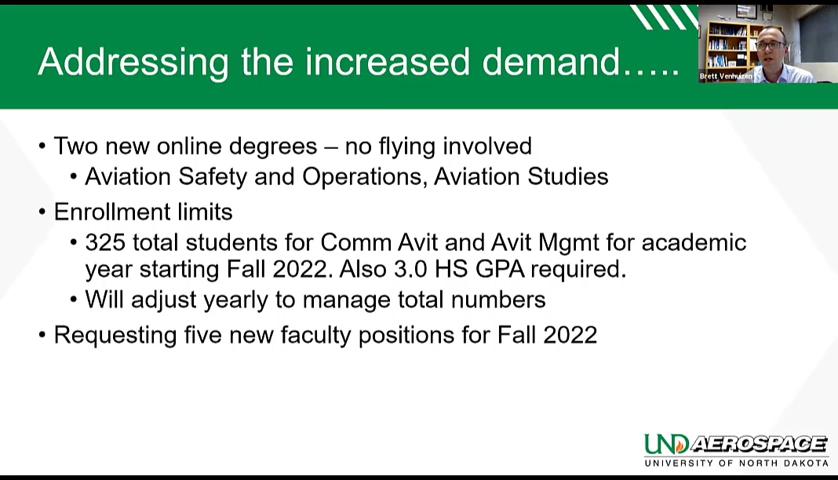 Addressing the increased demand.....
Brett Venhuizen
• Two new online degrees – no flying involved
• Aviation Safety and Operations, Aviation Studies
• Enrollment limits
• 325 total students for Comm Avit and Avit Mgmt for academic
year starting Fall 2022. Also 3.0 HS GPA required.
• Will adjust yearly to manage total numbers
• Requesting five new faculty positions for Fall 2022
UND AEROSPACE
UNIVERSITY OF NORTH DAKOTA